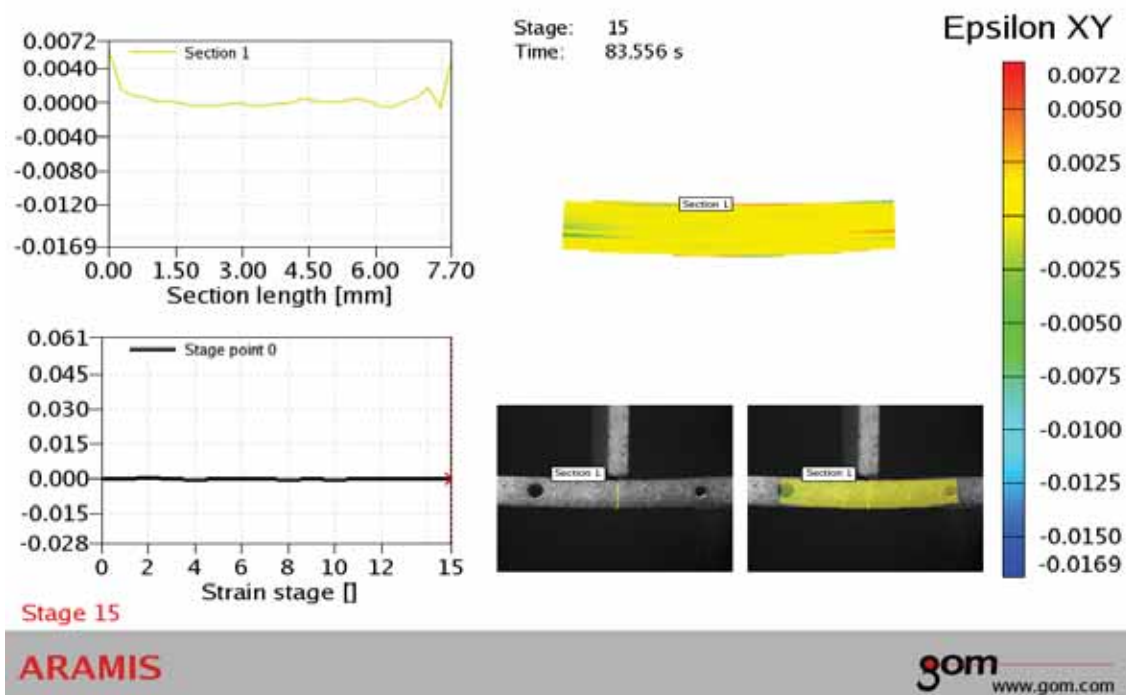 Stage: 15
Time: 83.556 s
Epsilon XY
0.0072
0.0040
0.0000
-0.0040
-0.0080
-0.0120
-0.0169
Section 1
0.00 1.50 3.00 4.50 6.00 7.70
Section length [mm]
Section 1
0.0072
0.0050
0.0025
0.0000
-0.0025
-0.0050
-0.0075
-0.0100
-0.0125
-0.0150
-0.0169
0.061
0.045
0.030
0.015
0.000
-0.015
-0.028
Stage point 0
0 2 4 6 8 10 12 15
Strain stage []
Section 1
Section 1
Stage 15
ARAMIS
gom
www.gom.com